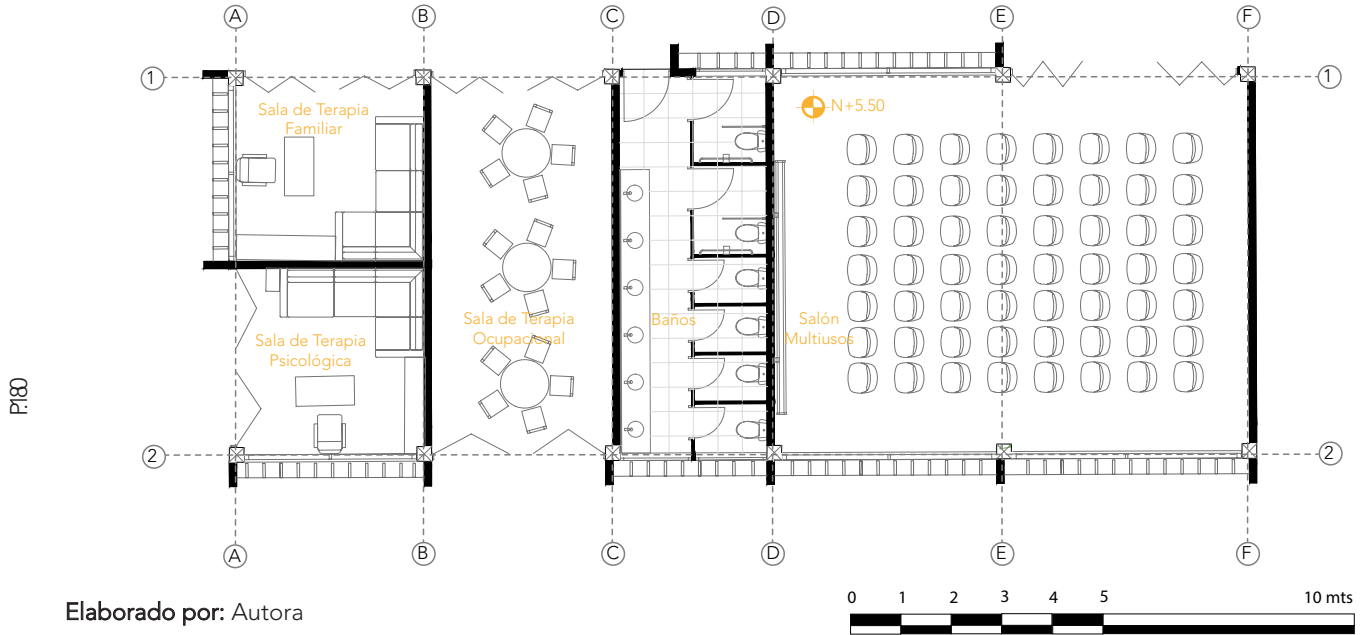 A B C D E F
1 1
N+5.50
Sala de Terapia
Familiar
Sala de Terapia
Ocupacional
Baños
Salón
Multiusos
Sala de Terapia
Psicológica
P.180
2 2
A B C D E F
Elaborado por: Autora
0 1 2 3 4 5 10 mts